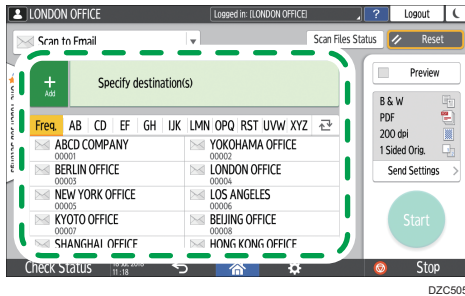 LONDON OFFICE
Logged in: [LONDON OFFICE]
?
Logout
Scan to Email
Scan Files Status
Reset
+
Add
Specify destination(s)
Preview
Freq. AB CD EF GH IJK LMN OPQ RST UVW XYZ
B & W
PDF
200 dpi
1 Sided Orig.
Send Settings >
ABCD COMPANY
00001
YOKOHAMA OFFICE
00002
BERLIN OFFICE
00003
LONDON OFFICE
00004
NEW YORK OFFICE
00005
LOS ANGELES
00006
KYOTO OFFICE
00007
BEIJING OFFICE
00008
SHANGHAI OFFICE
HONG KONG OFFICE
Start
Check Status
11:18
Stop
DZC505